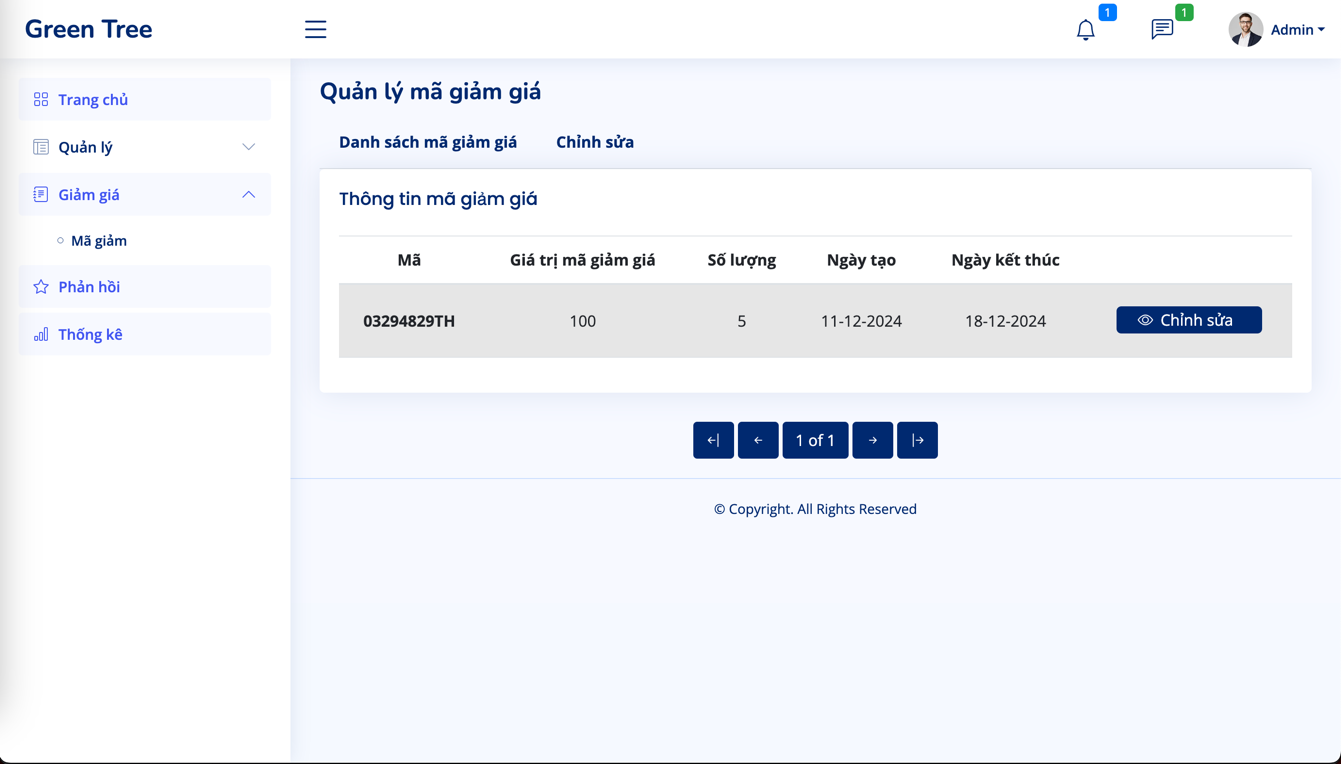 Green Tree
1
1
Admin
Trang chủ
Quản lý
Giảm giá
Mã giảm
Phản hồi
Thống kê
Quản lý mã giảm giá
Danh sách mã giảm giá Chỉnh sửa
Thông tin mã giảm giá
Mã Giá trị mã giảm giá Số lượng Ngày tạo Ngày kết thúc
03294829TH 100 5 11-12-2024 18-12-2024 Chỉnh sửa
1 of 1
© Copyright. All Rights Reserved